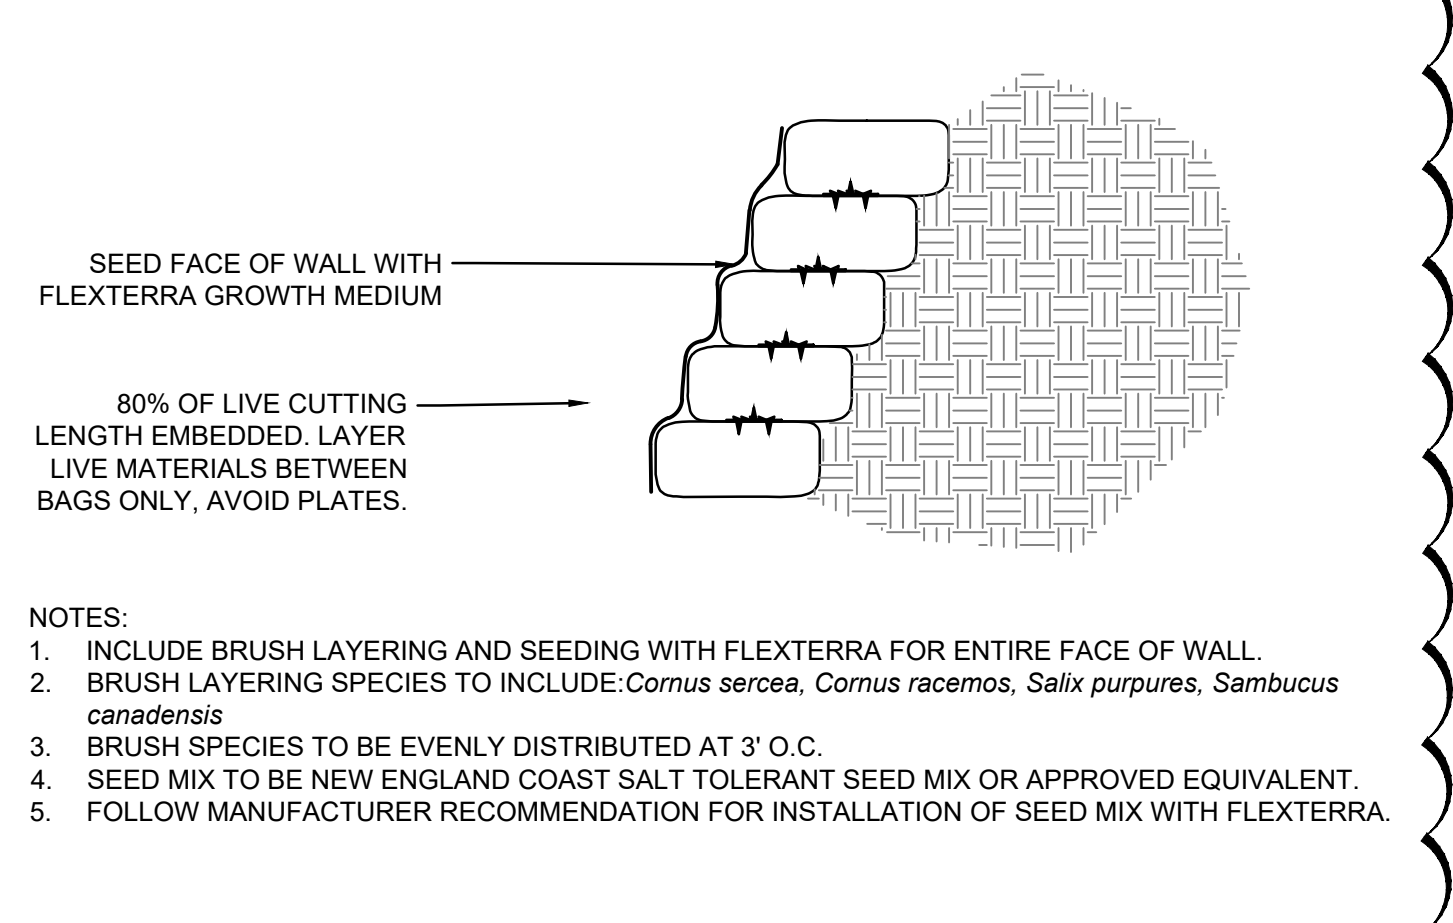 SEED FACE OF WALL WITH
FLEXTERRA GROWTH MEDIUM
80% OF LIVE CUTTING
LENGTH EMBEDDED. LAYER
LIVE MATERIALS BETWEEN
BAGS ONLY, AVOID PLATES.
NOTES:
1. INCLUDE BRUSH LAYERING AND SEEDING WITH FLEXTERRA FOR ENTIRE FACE OF WALL.
2. BRUSH LAYERING SPECIES TO INCLUDE:Cornus sercea, Cornus racemos, Salix purpures, Sambucus
canadensis
3. BRUSH SPECIES TO BE EVENLY DISTRIBUTED AT 3' O.C.
4. SEED MIX TO BE NEW ENGLAND COAST SALT TOLERANT SEED MIX OR APPROVED EQUIVALENT.
5. FOLLOW MANUFACTURER RECOMMENDATION FOR INSTALLATION OF SEED MIX WITH FLEXTERRA.